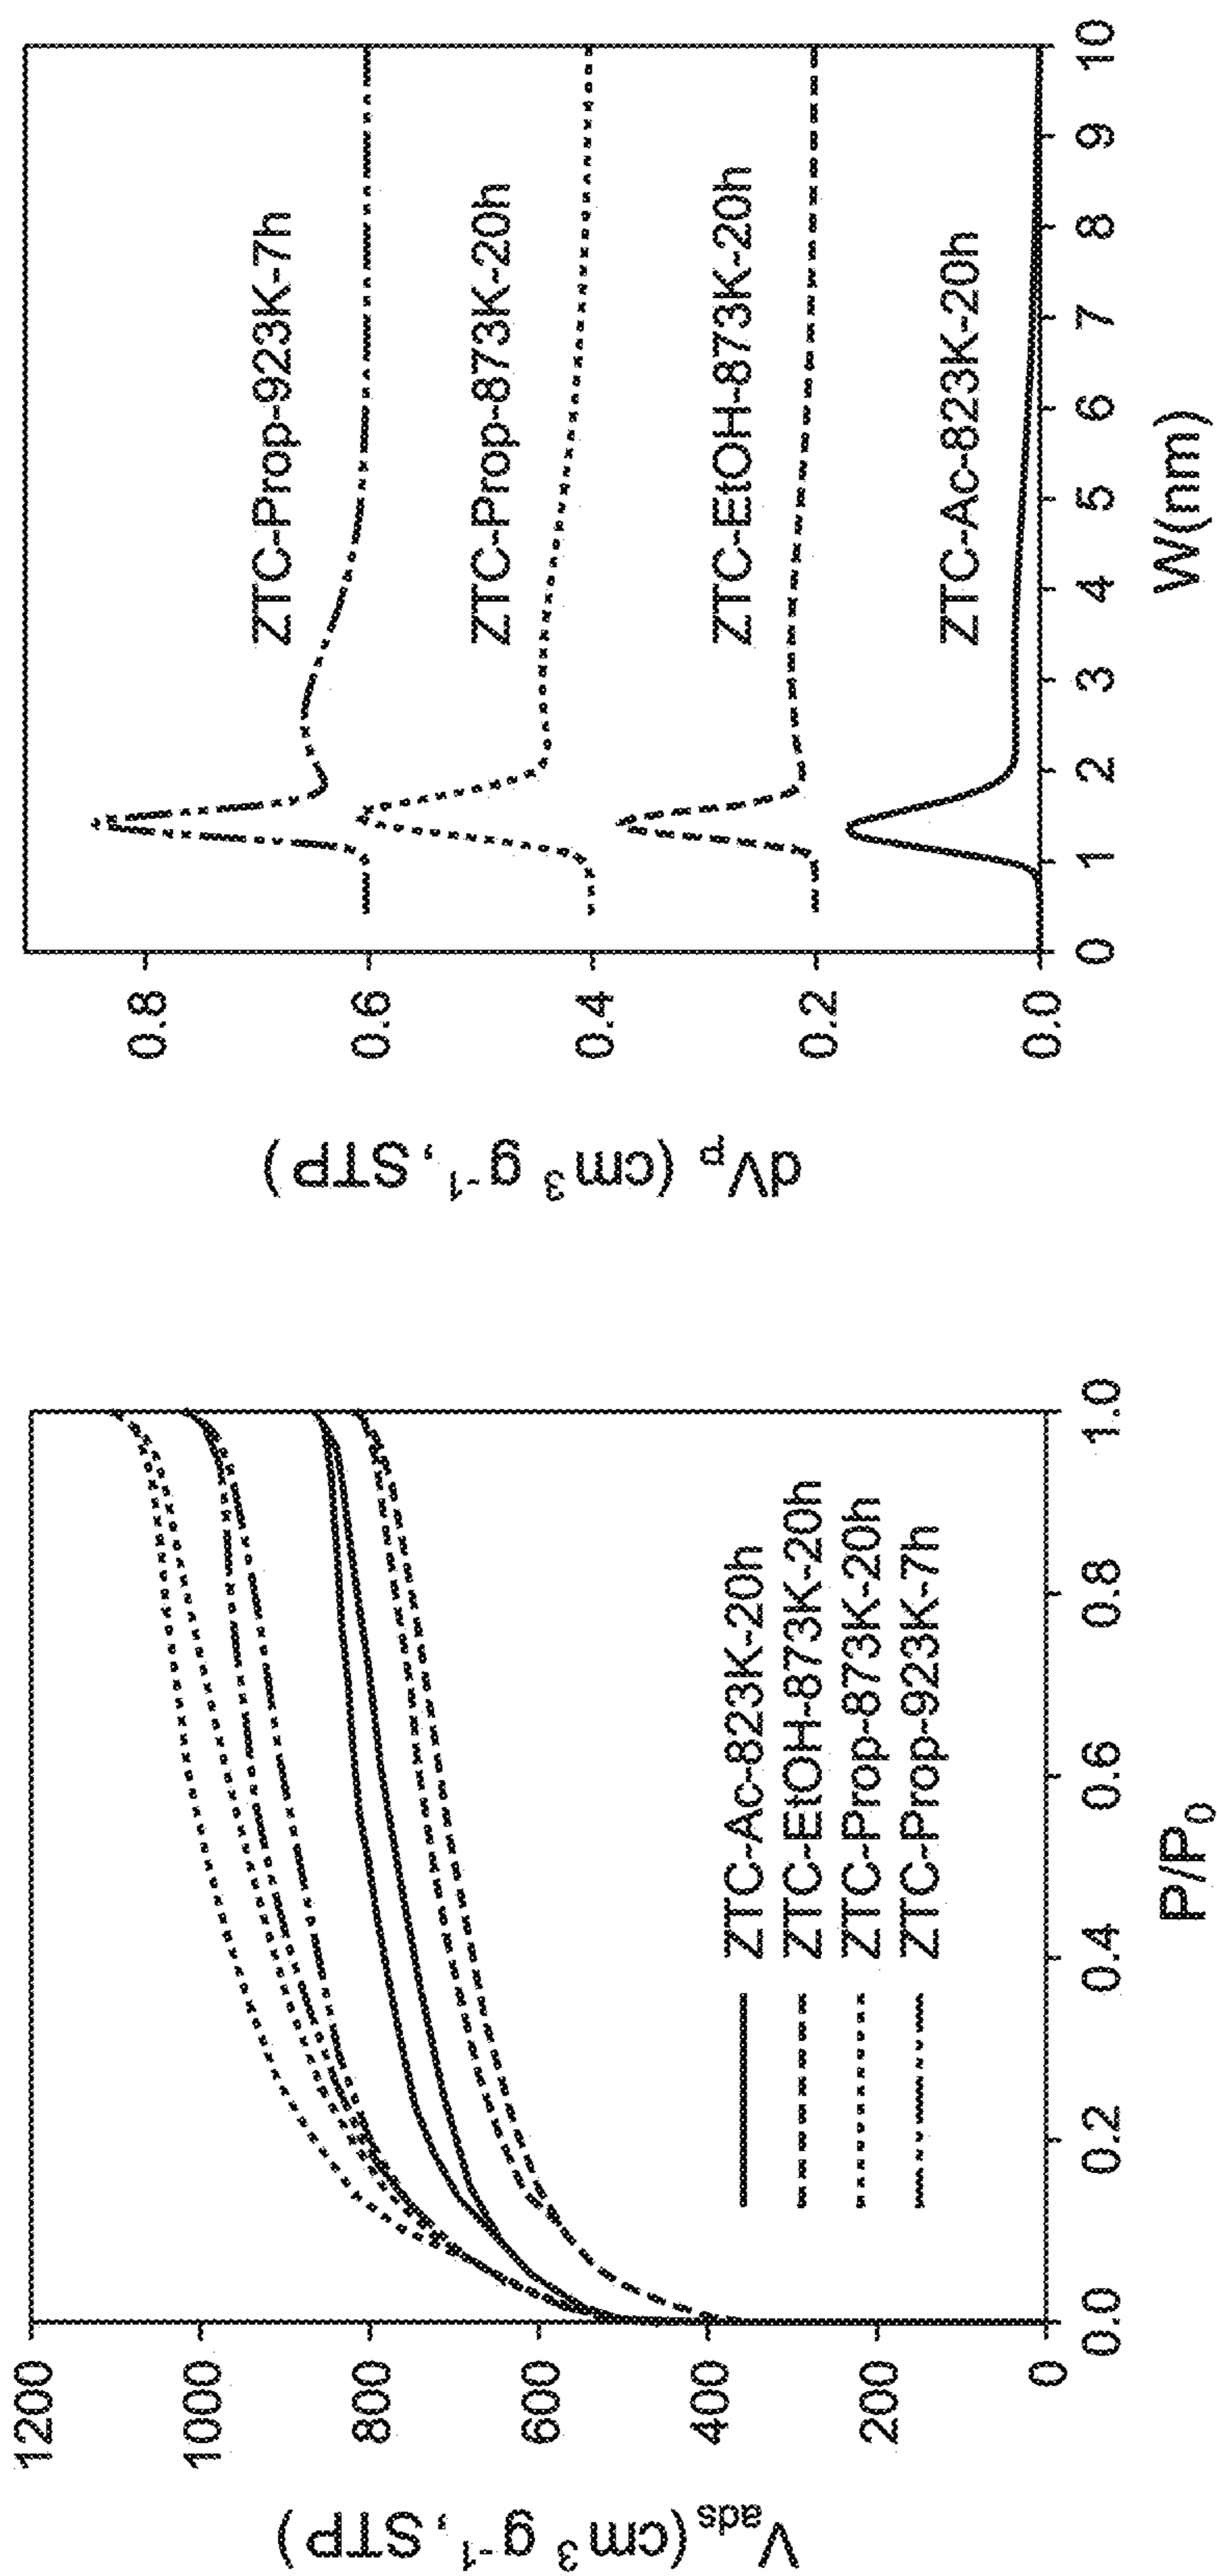 V_ads (cm³ g⁻¹, STP)
1200
1000
800
600
400
200
0
ZTC-Ac-823K-20h
ZTC-EtOH-873K-20h
ZTC-Prop-873K-20h
ZTC-Prop-923K-7h
0.0 0.2 0.4 0.6 0.8 1.0
P/P₀
dV_p (cm³ g⁻¹, STP)
0.8
0.6
0.4
0.2
0.0
ZTC-Prop-923K-7h
ZTC-Prop-873K-20h
ZTC-EtOH-873K-20h
ZTC-Ac-823K-20h
0 1 2 3 4 5 6 7 8 9 10
W(nm)